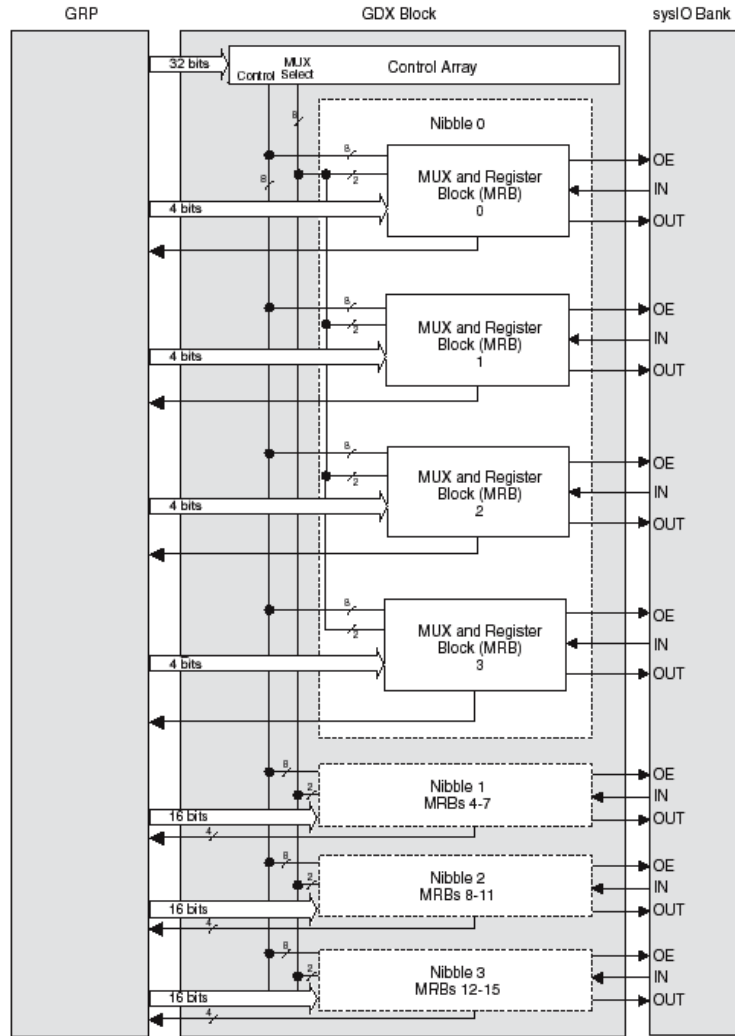 GRP
GDX Block
sysIO Bank
32 bits
Control
MUX
Select
Control Array
8
Nibble 0
8
8
2
MUX and Register
Block (MRB)
0
OE
IN
OUT
4 bits
8
2
MUX and Register
Block (MRB)
1
OE
IN
OUT
4 bits
8
2
MUX and Register
Block (MRB)
2
OE
IN
OUT
4 bits
8
2
MUX and Register
Block (MRB)
3
OE
IN
OUT
4 bits
8
2
Nibble 1
MRBs 4-7
OE
IN
OUT
16 bits
4
8
2
Nibble 2
MRBs 8-11
OE
IN
OUT
16 bits
4
8
2
Nibble 3
MRBs 12-15
OE
IN
OUT
16 bits
4